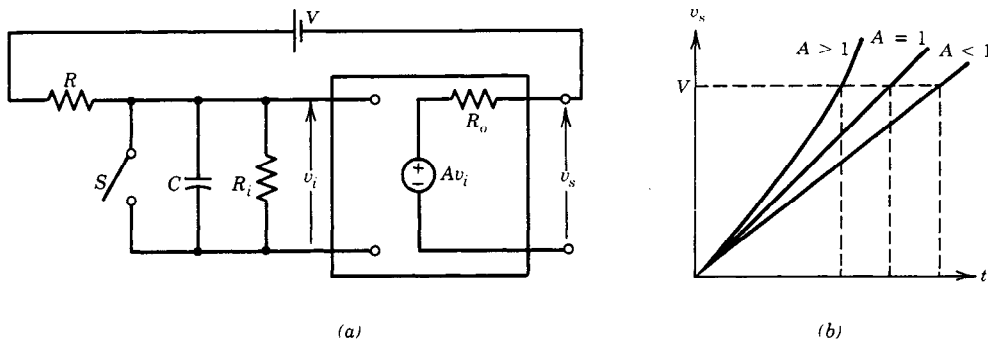 V
R
S
C
R_i
v_i
R_o
Av_i
+
−
v_s
(a)
v_s
A > 1
A = 1
A < 1
V
t
(b)